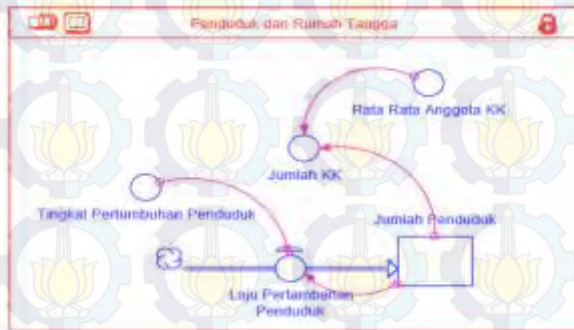 Penduduk dan Rumah Tangga
Rata Rata Anggota KK
Jumlah KK
Tingkat Pertumbuhan Penduduk
Jumlah Penduduk
Laju Pertambahan
Penduduk